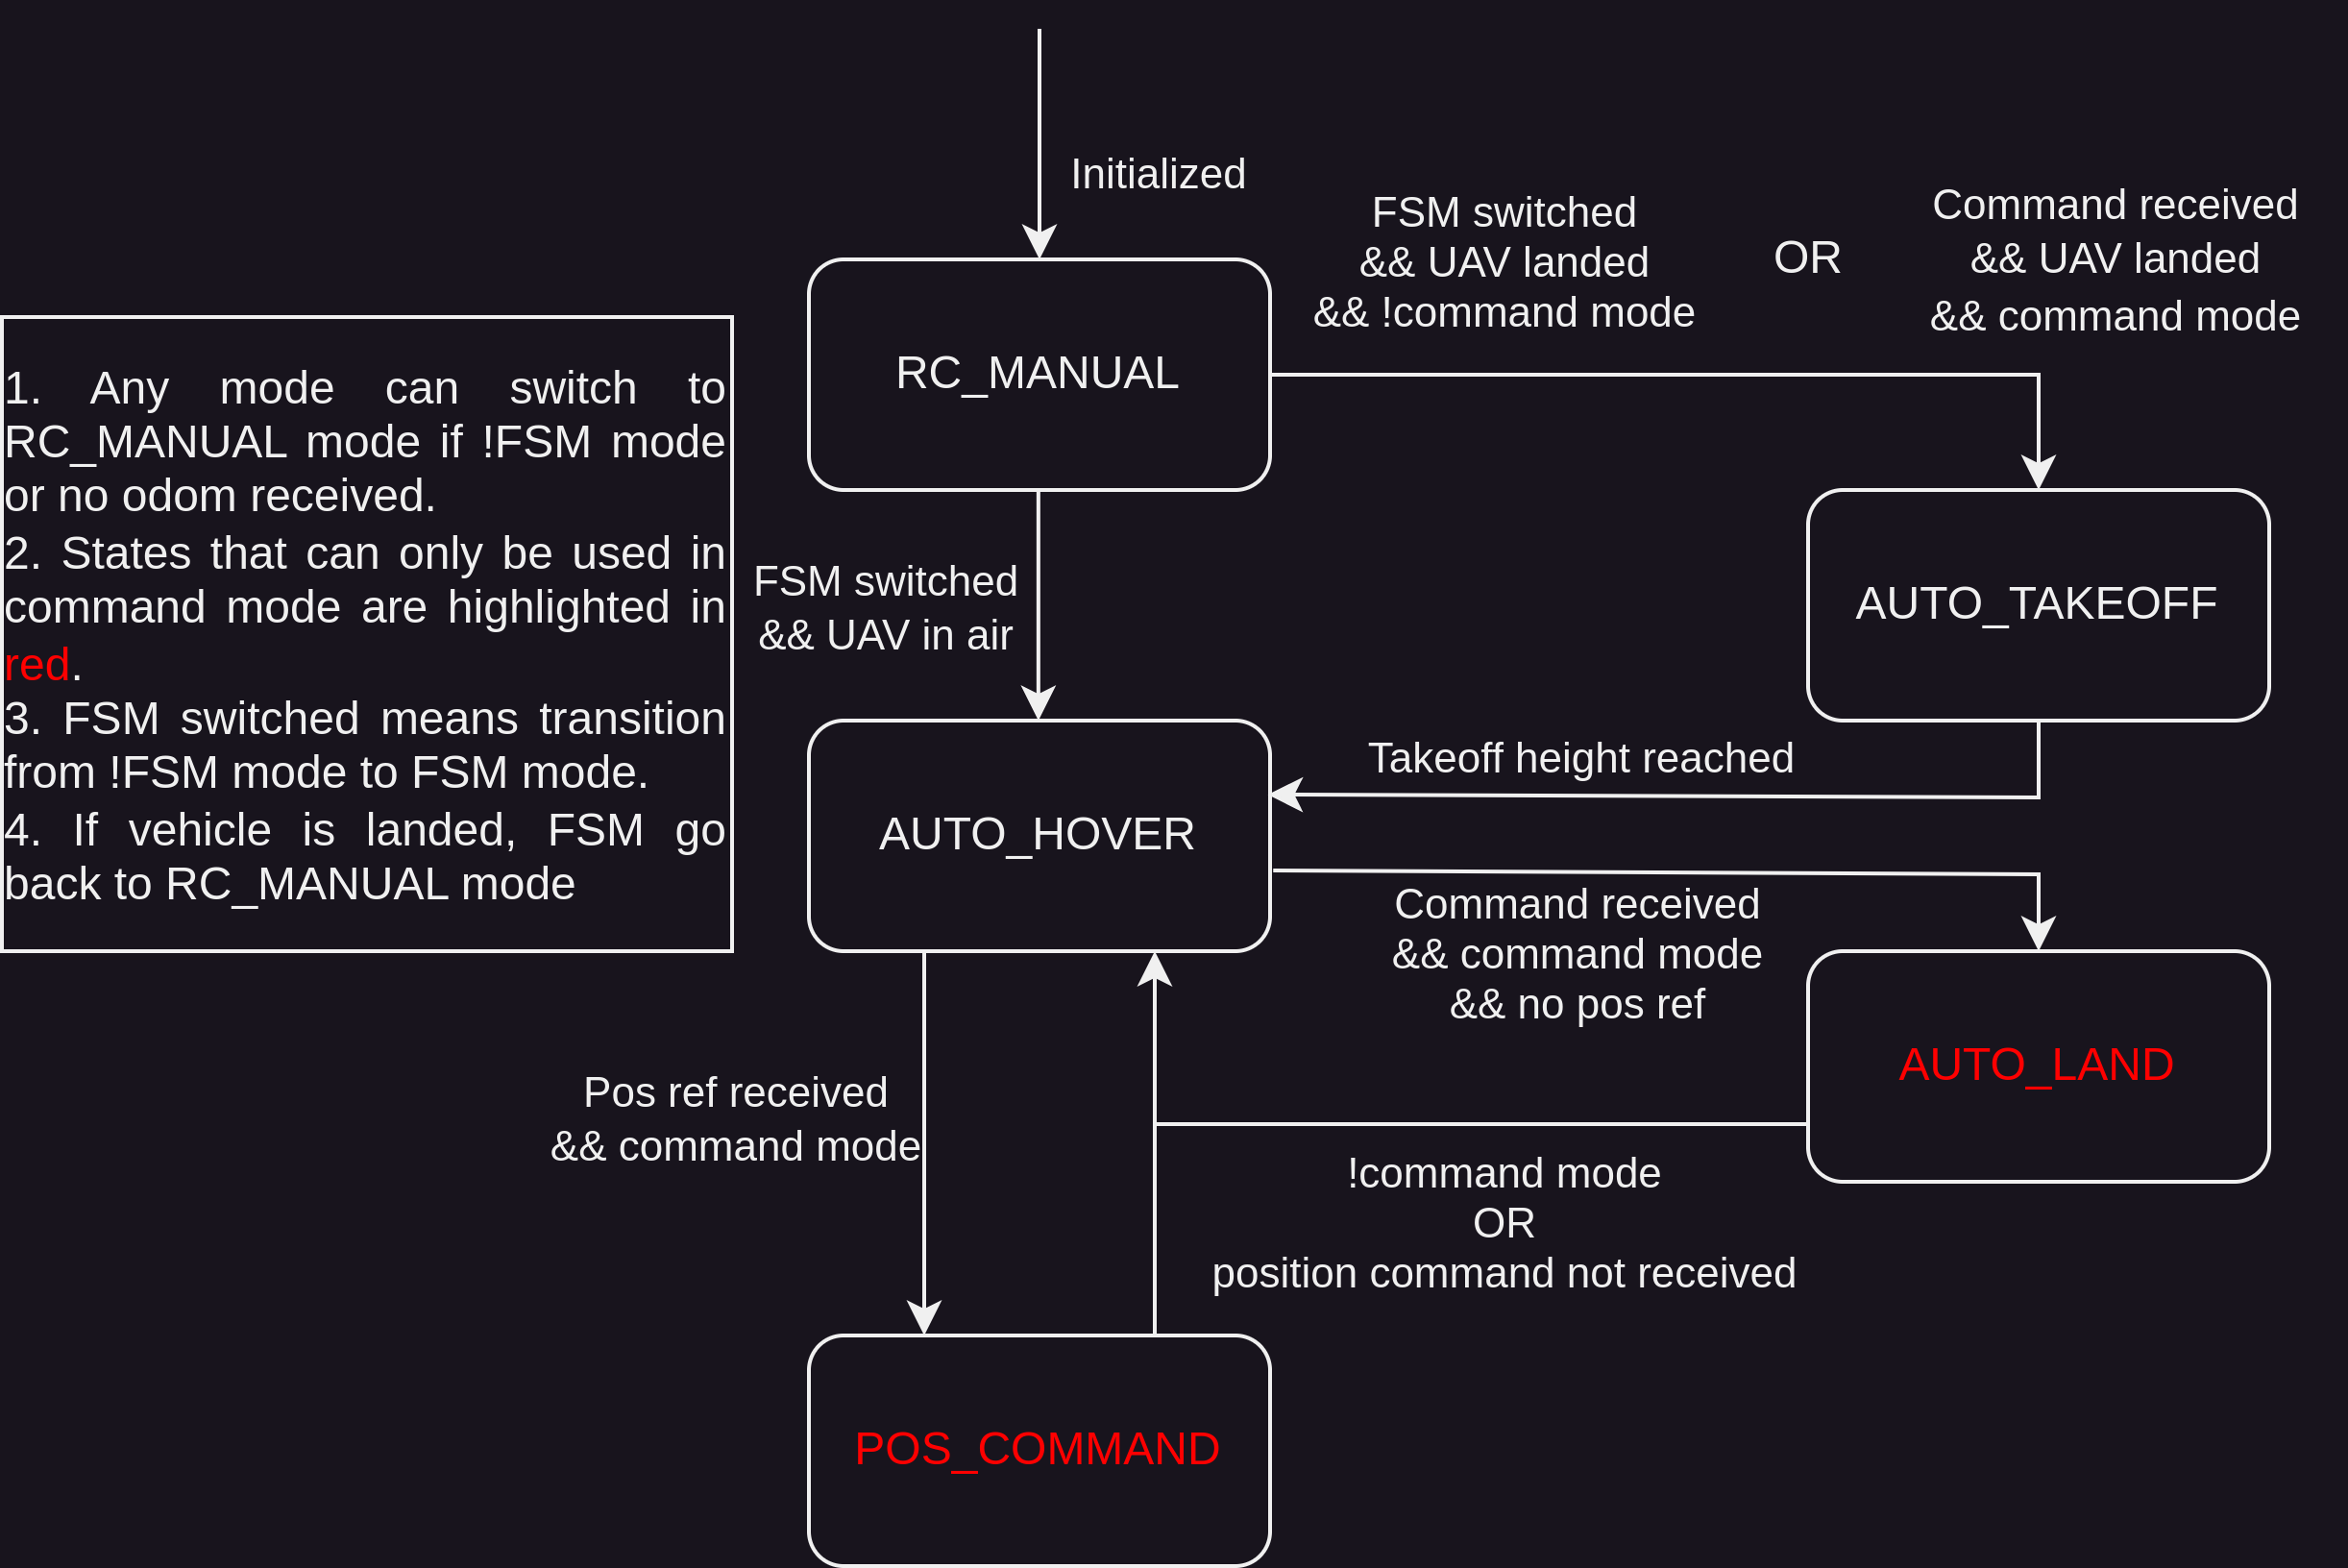 Initialized
FSM switched
&& UAV landed
&& !command mode
OR
Command received
&& UAV landed
&& command mode
RC_MANUAL
1. Any mode can switch to
RC_MANUAL mode if !FSM mode
or no odom received.
2. States that can only be used in
command mode are highlighted in
red.
3. FSM switched means transition
from !FSM mode to FSM mode.
4. If vehicle is landed, FSM go
back to RC_MANUAL mode
FSM switched
&& UAV in air
AUTO_TAKEOFF
Takeoff height reached
AUTO_HOVER
Command received
&& command mode
&& no pos ref
AUTO_LAND
Pos ref received
&& command mode
!command mode
OR
position command not received
POS_COMMAND